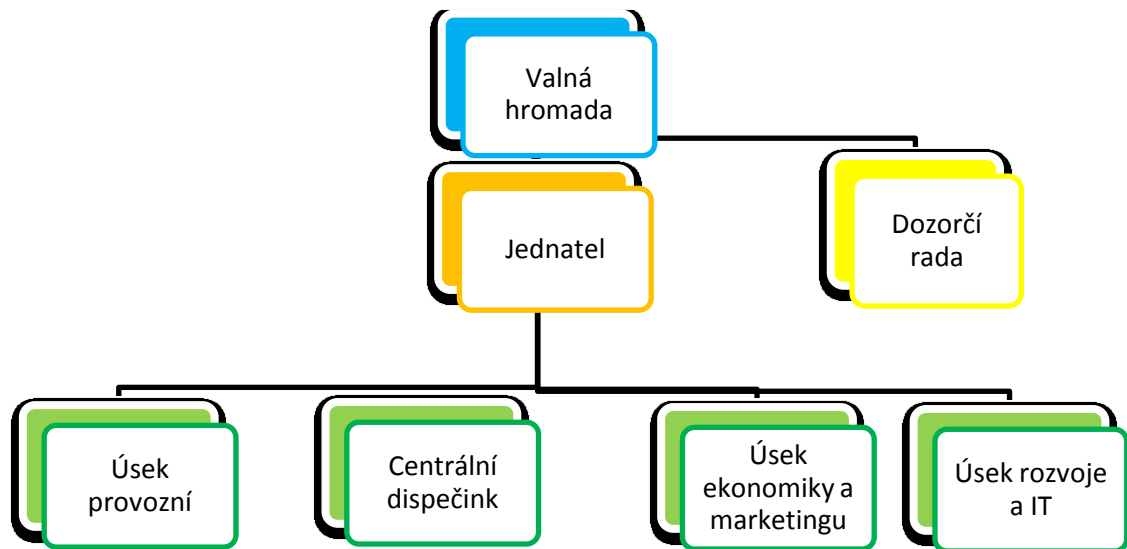 Valná
hromada
Jednatel
Dozorčí
rada
Úsek
provozní
Centrální
dispečink
Úsek
ekonomiky a
marketingu
Úsek rozvoje
a IT